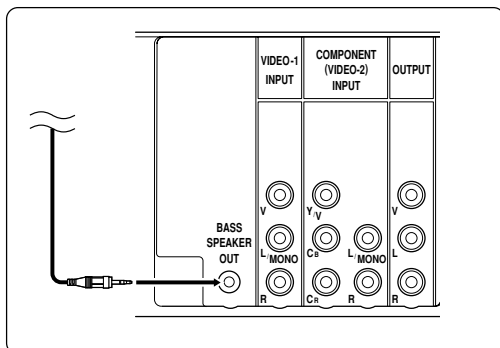 VIDEO-1
INPUT
COMPONENT
(VIDEO-2)
INPUT
OUTPUT
V
Y/V
V
BASS
SPEAKER
OUT
L/MONO
CB
L/MONO
L
R
CR
R
R